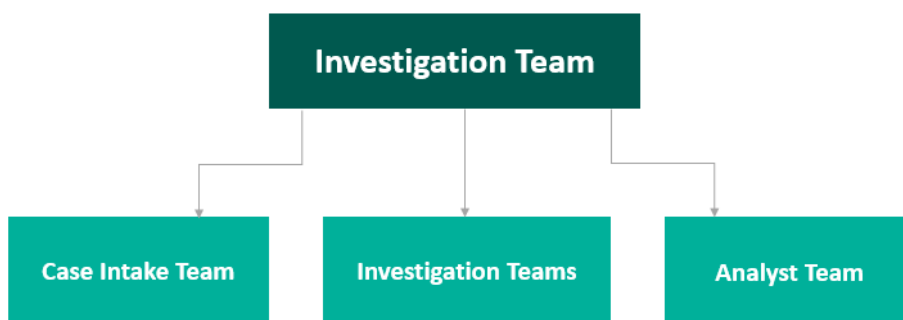 Investigation Team
Case Intake Team
Investigation Teams
Analyst Team